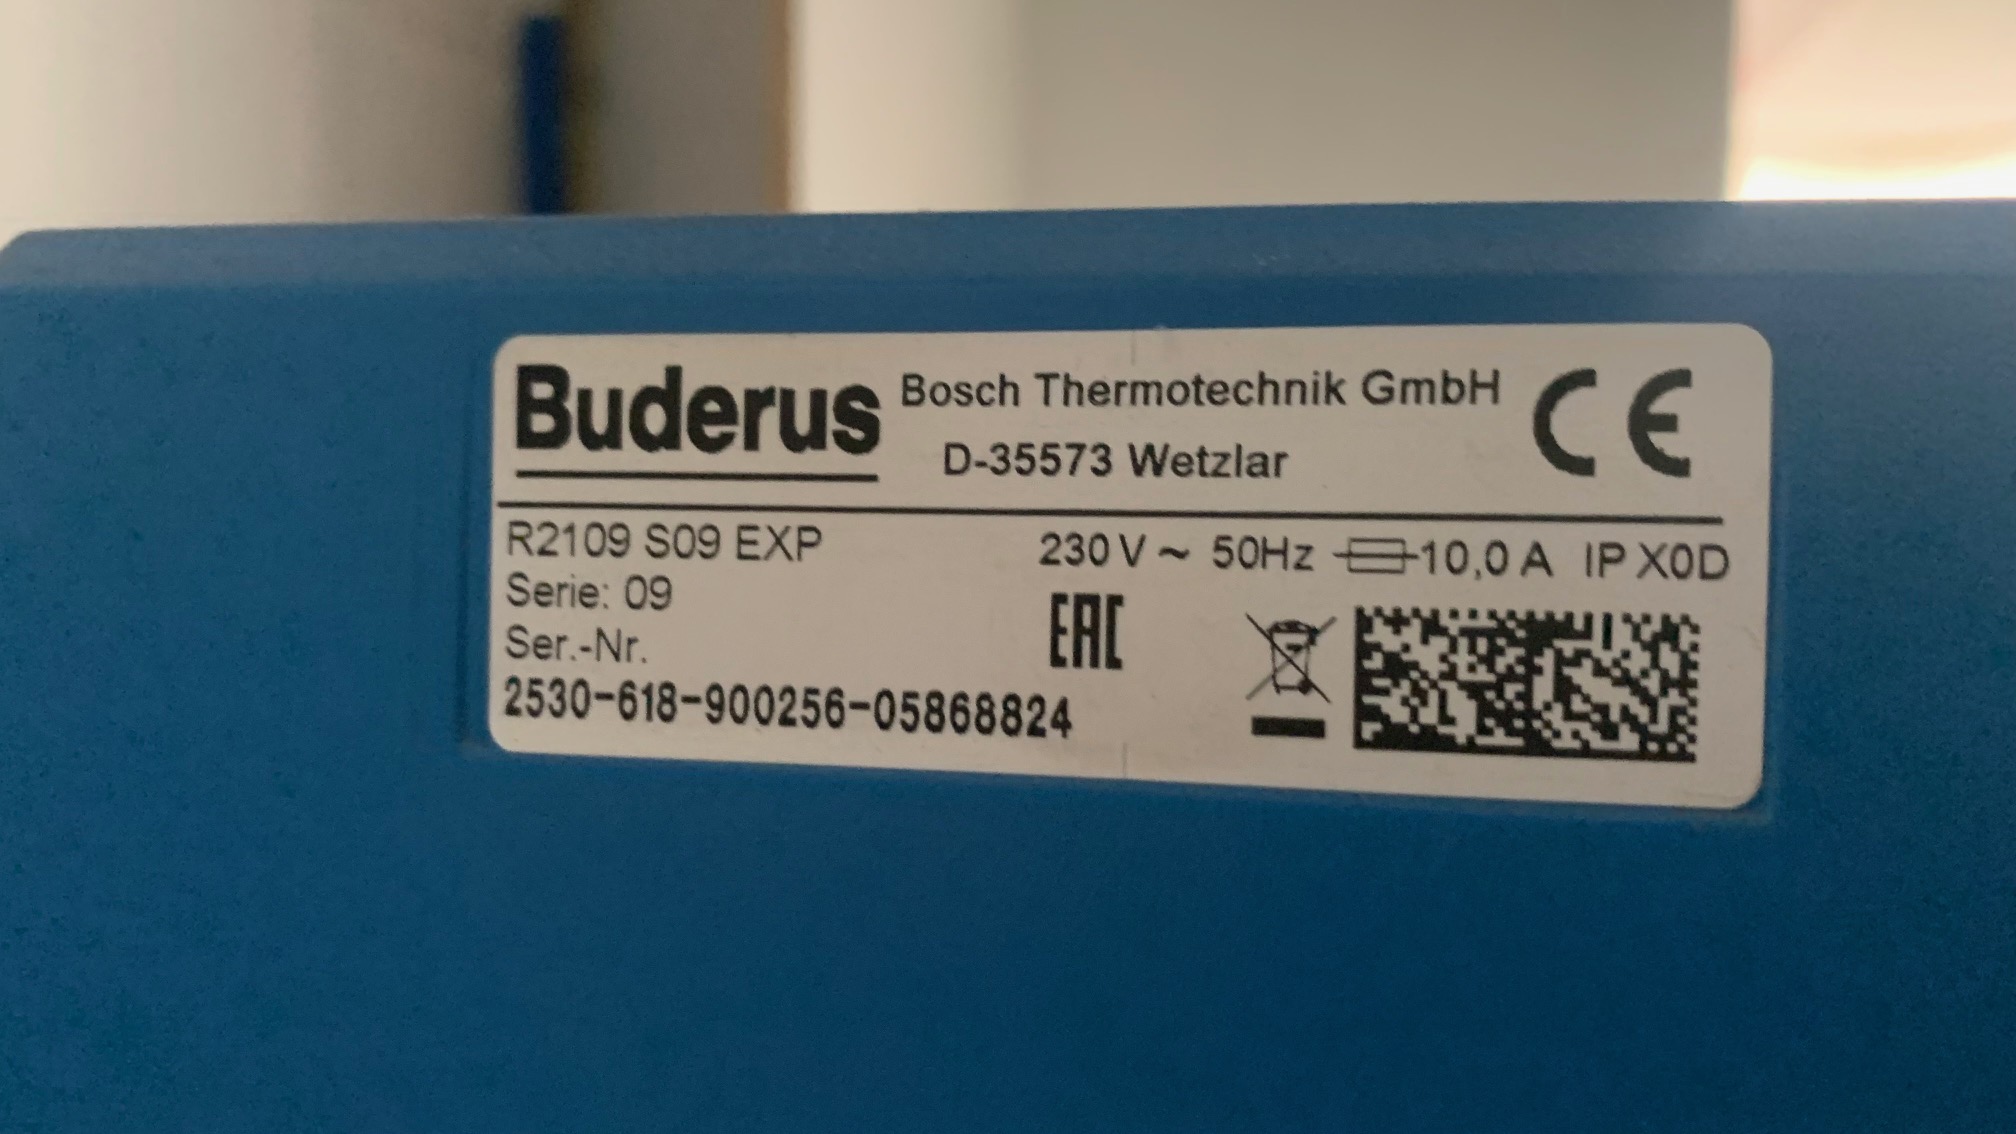 Buderus
Bosch Thermotechnik GmbH
D-35573 Wetzlar
CE
R2109 S09 EXP
230 V ~ 50Hz 10,0 A IP X0D
Serie: 09
Ser.-Nr.
EAC
2530-618-900256-05868824